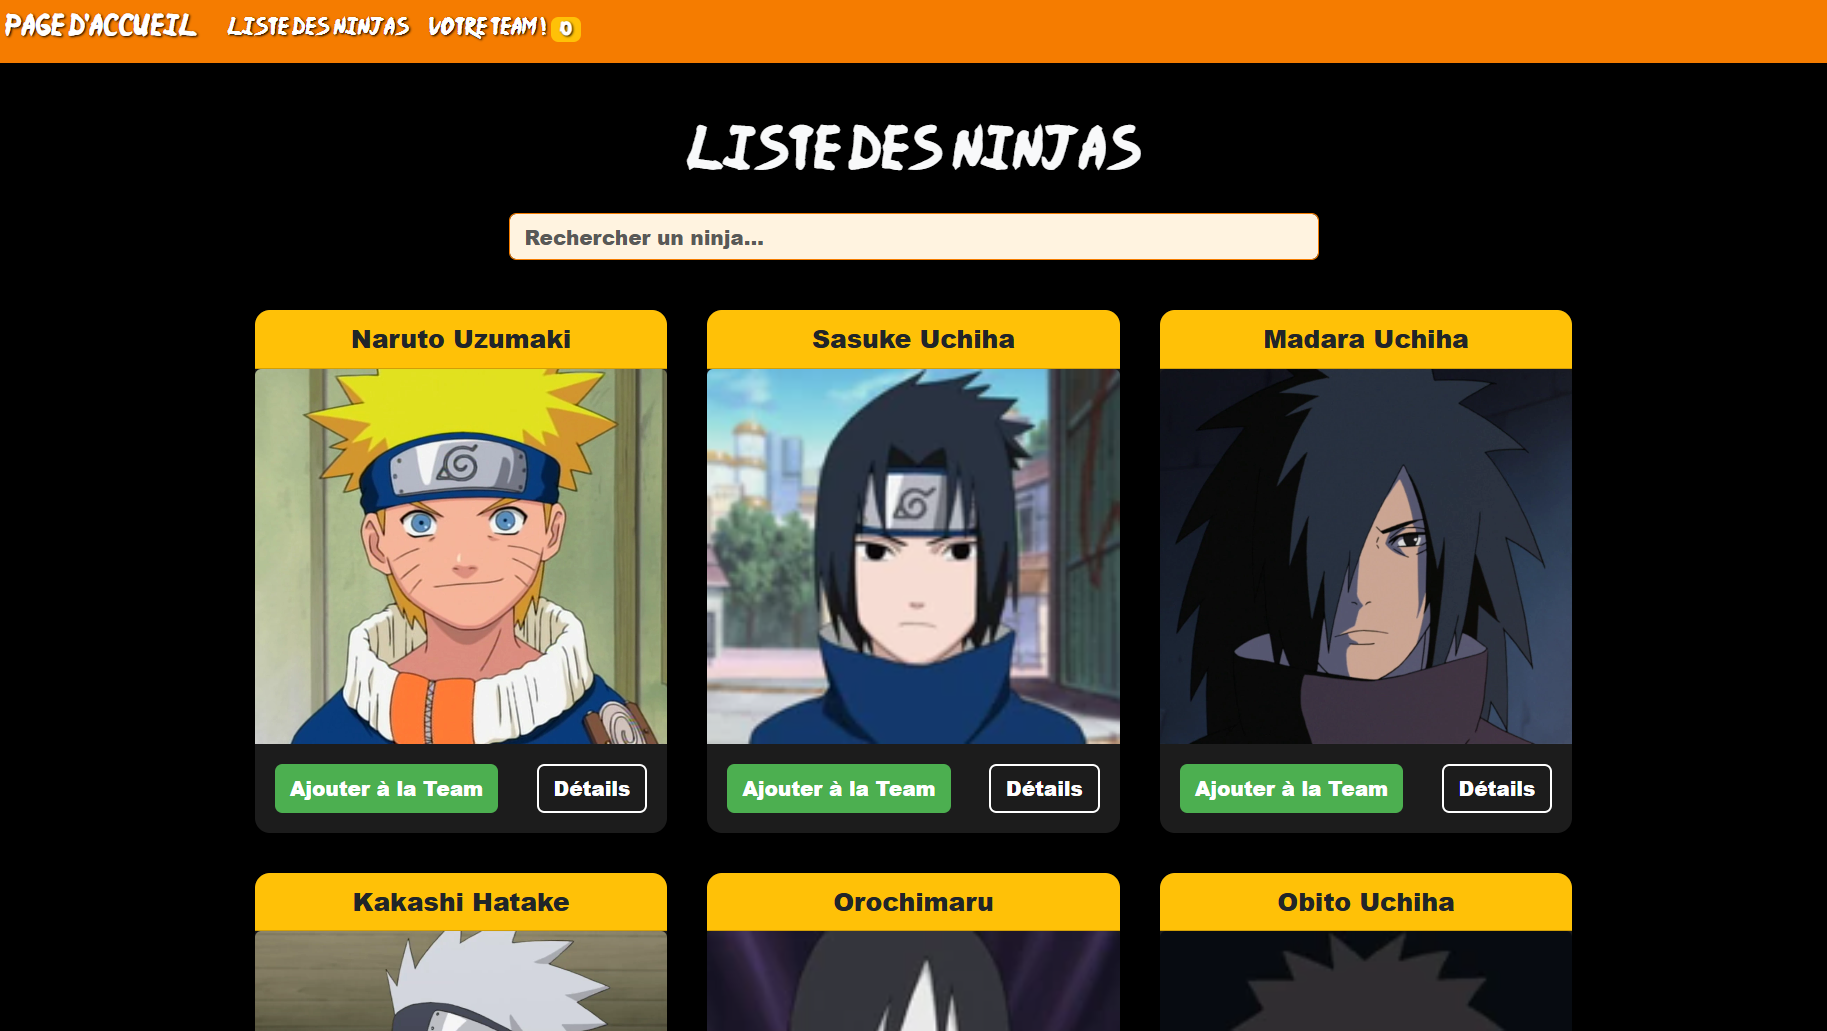 PAGE D'ACCUEIL LISTE DES NINJAS VOTRE TEAM ! 0
LISTE DES NINJAS
Rechercher un ninja...
Naruto Uzumaki
Sasuke Uchiha
Madara Uchiha
Ajouter à la Team Détails
Ajouter à la Team Détails
Ajouter à la Team Détails
Kakashi Hatake
Orochimaru
Obito Uchiha